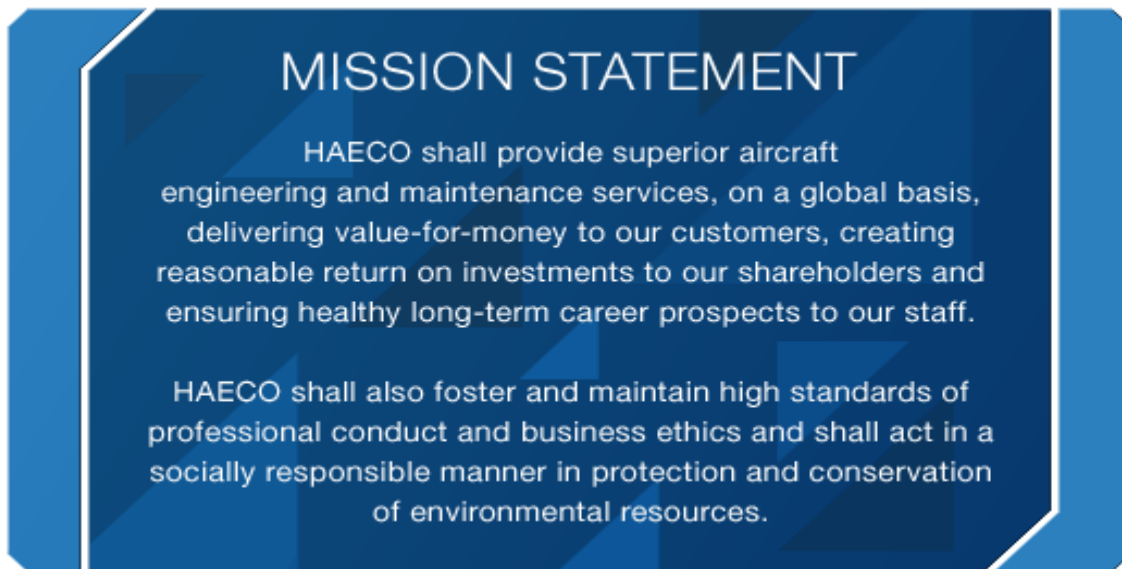 MISSION STATEMENT
HAECO shall provide superior aircraft
engineering and maintenance services, on a global basis,
delivering value-for-money to our customers, creating
reasonable return on investments to our shareholders and
ensuring healthy long-term career prospects to our staff.
HAECO shall also foster and maintain high standards of
professional conduct and business ethics and shall act in a
socially responsible manner in protection and conservation
of environmental resources.